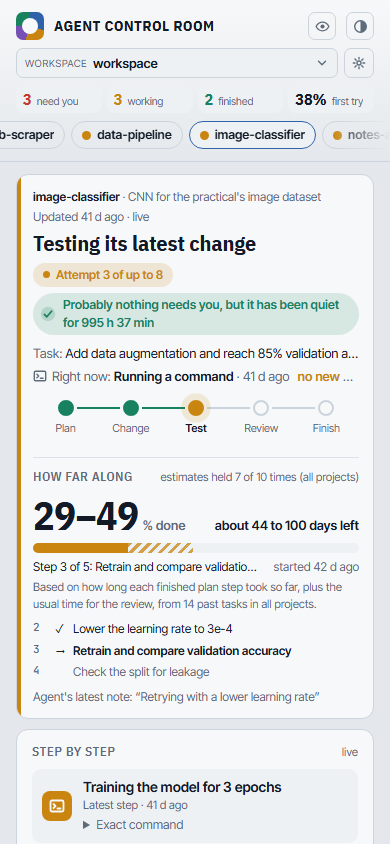 AGENT CONTROL ROOM
WORKSPACE workspace
3 need you 3 working 2 finished 38% first try
b-scraper data-pipeline image-classifier notes-
image-classifier · CNN for the practical's image dataset
Updated 41 d ago · live
Testing its latest change
Attempt 3 of up to 8
Probably nothing needs you, but it has been quiet
for 995 h 37 min
Task: Add data augmentation and reach 85% validation a...
Right now: Running a command · 41 d ago no new ...
Plan Change Test Review Finish
HOW FAR ALONG estimates held 7 of 10 times (all projects)
29–49 % done about 44 to 100 days left
Step 3 of 5: Retrain and compare validatio... started 42 d ago
Based on how long each finished plan step took so far, plus the
usual time for the review, from 14 past tasks in all projects.
2 ✓ Lower the learning rate to 3e-4
3 → Retrain and compare validation accuracy
4 Check the split for leakage
Agent's latest note: “Retrying with a lower learning rate”
STEP BY STEP live
Training the model for 3 epochs
Latest step · 41 d ago
▶ Exact command